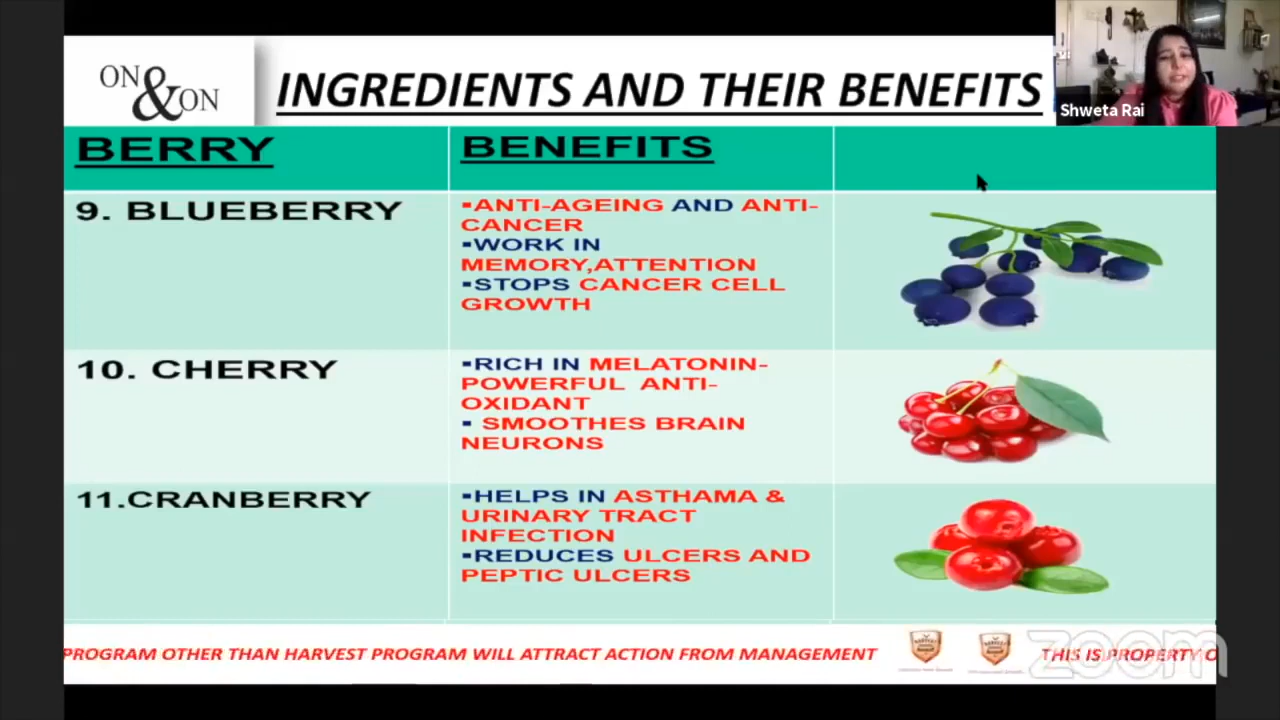 ON & ON
INGREDIENTS AND THEIR BENEFITS
Shweta Rai
BERRY
BENEFITS
9. BLUEBERRY
▪ANTI-AGEING AND ANTI-
CANCER
▪WORK IN
MEMORY,ATTENTION
▪STOPS CANCER CELL
GROWTH
10. CHERRY
▪RICH IN MELATONIN-
POWERFUL ANTI-
OXIDANT
▪ SMOOTHES BRAIN
NEURONS
11.CRANBERRY
▪HELPS IN ASTHAMA &
URINARY TRACT
INFECTION
▪REDUCES ULCERS AND
PEPTIC ULCERS
PROGRAM OTHER THAN HARVEST PROGRAM WILL ATTRACT ACTION FROM MANAGEMENT
THIS IS PROPERTY O
zoom